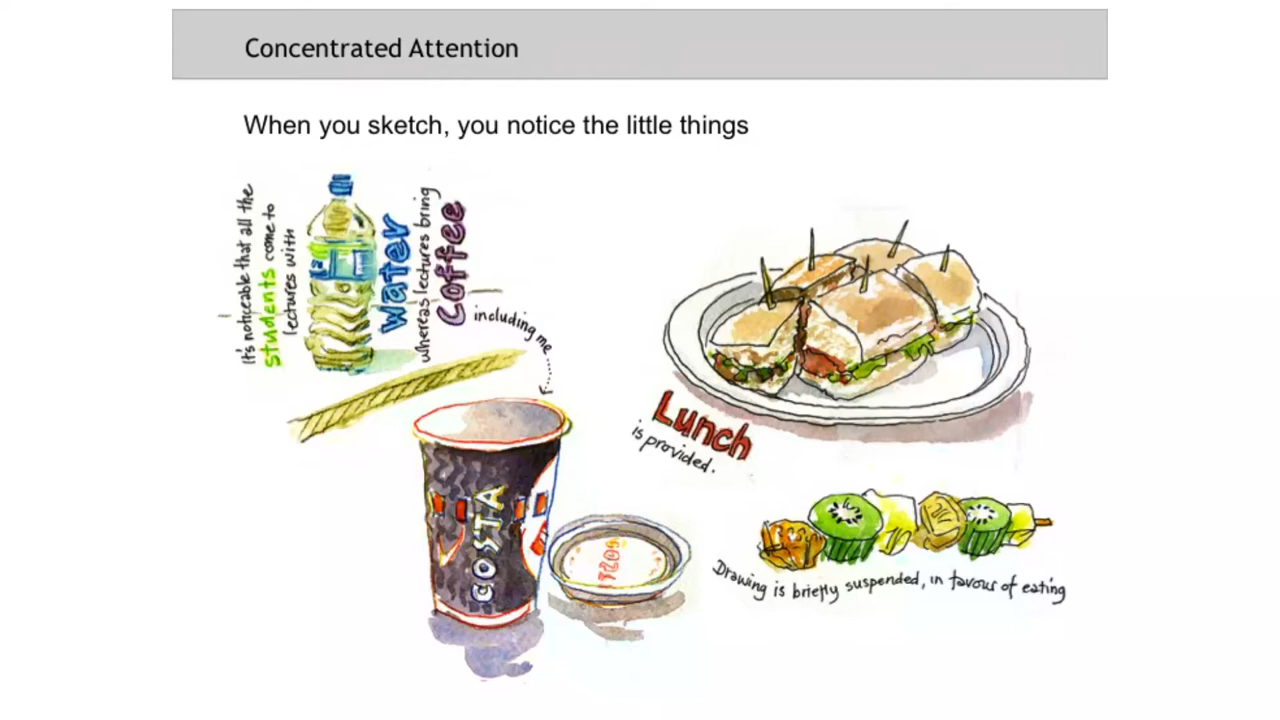 Concentrated Attention
When you sketch, you notice the little things
It's noticeable that all the
students come to
lectures with
water
whereas lectures bring
Coffee
including me
COSTA
COSTA
Lunch
is provided.
Drawing is briefly suspended, in favour of eating